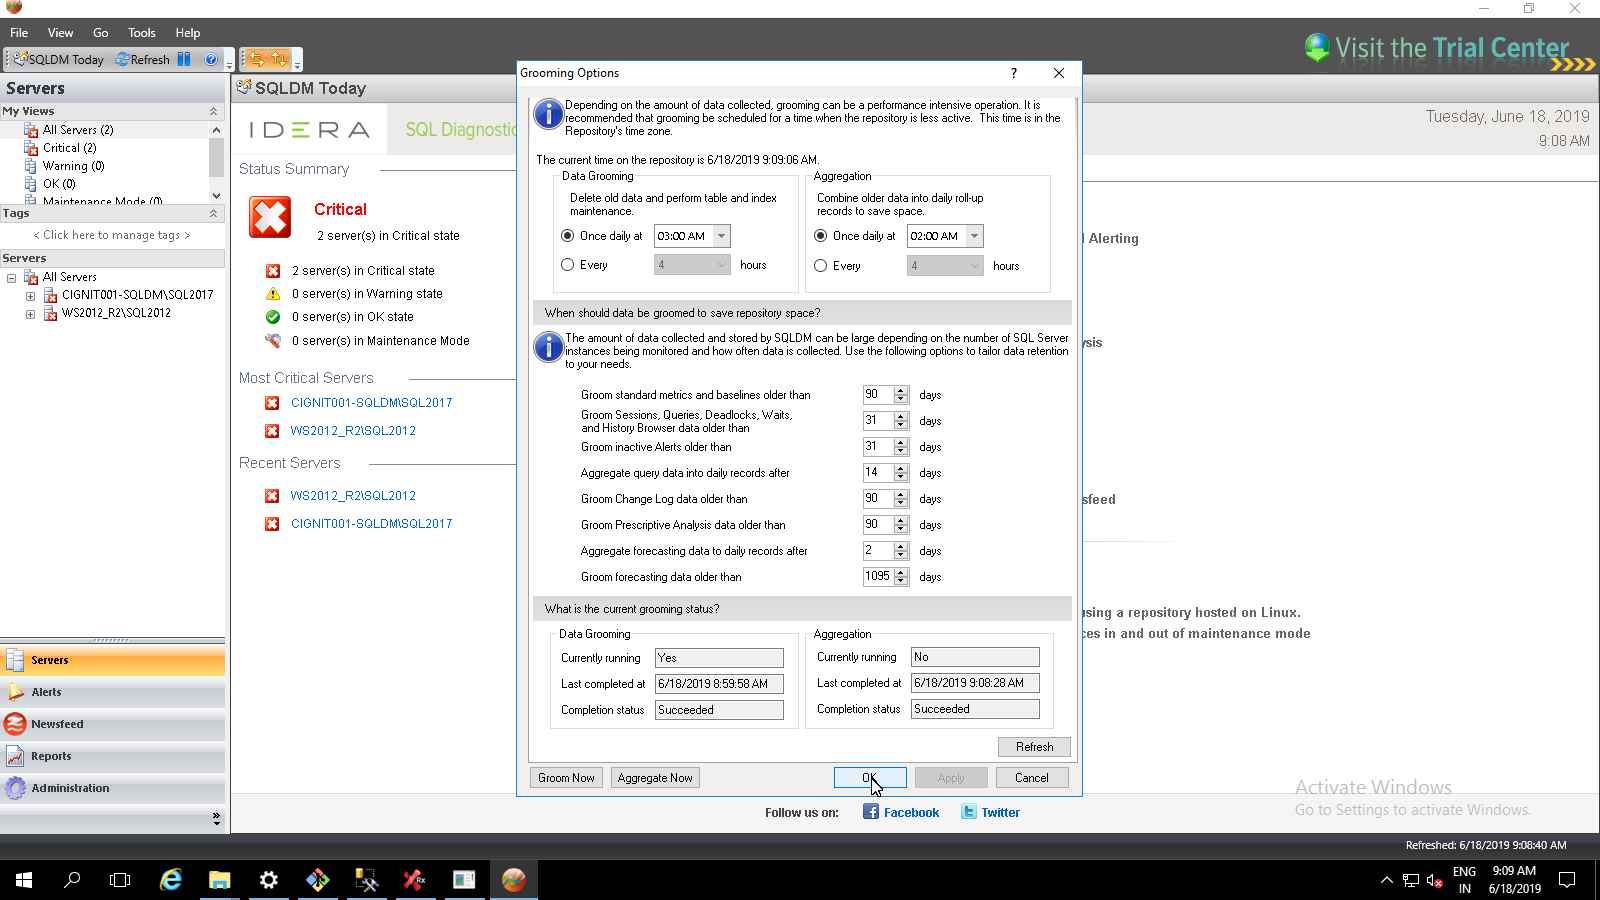 File View Go Tools Help
SQLDM Today Refresh
Visit the Trial Center
Servers
My Views
All Servers (2)
Critical (2)
Warning (0)
OK (0)
Maintenance Mode (0)
Tags
< Click here to manage tags >
Servers
All Servers
CIGNIT001-SQLDM\SQL2017
WS2012_R2\SQL2012
Servers
Alerts
Newsfeed
Reports
Administration
SQLDM Today
IDERA SQL Diagnostic
Tuesday, June 18, 2019
9:08 AM
Status Summary
Critical
2 server(s) in Critical state
2 server(s) in Critical state
0 server(s) in Warning state
0 server(s) in OK state
0 server(s) in Maintenance Mode
Most Critical Servers
CIGNIT001-SQLDM\SQL2017
WS2012_R2\SQL2012
Recent Servers
WS2012_R2\SQL2012
CIGNIT001-SQLDM\SQL2017
Grooming Options ?
Depending on the amount of data collected, grooming can be a performance intensive operation. It is
recommended that grooming be scheduled for a time when the repository is less active. This time is in the
Repository's time zone.
The current time on the repository is 6/18/2019 9:09:06 AM.
Data Grooming
Delete old data and perform table and index
maintenance.
Once daily at 03:00 AM
Every 4 hours
Aggregation
Combine older data into daily roll-up
records to save space.
Once daily at 02:00 AM
Every 4 hours
When should data be groomed to save repository space?
The amount of data collected and stored by SQLDM can be large depending on the number of SQL Server
instances being monitored and how often data is collected. Use the following options to tailor data retention
to your needs.
Groom standard metrics and baselines older than 90 days
Groom Sessions, Queries, Deadlocks, Waits,
and History Browser data older than 31 days
Groom inactive Alerts older than 31 days
Aggregate query data into daily records after 14 days
Groom Change Log data older than 90 days
Groom Prescriptive Analysis data older than 90 days
Aggregate forecasting data to daily records after 2 days
Groom forecasting data older than 1095 days
What is the current grooming status?
Data Grooming
Currently running Yes
Last completed at 6/18/2019 8:59:58 AM
Completion status Succeeded
Aggregation
Currently running No
Last completed at 6/18/2019 9:08:28 AM
Completion status Succeeded
Refresh
Groom Now Aggregate Now OK Apply Cancel
Alerting
ysis
sfeed
using a repository hosted on Linux.
ces in and out of maintenance mode
Activate Windows
Go to Settings to activate Windows.
Follow us on: Facebook Twitter
Refreshed: 6/18/2019 9:08:40 AM
ENG
IN
9:09 AM
6/18/2019